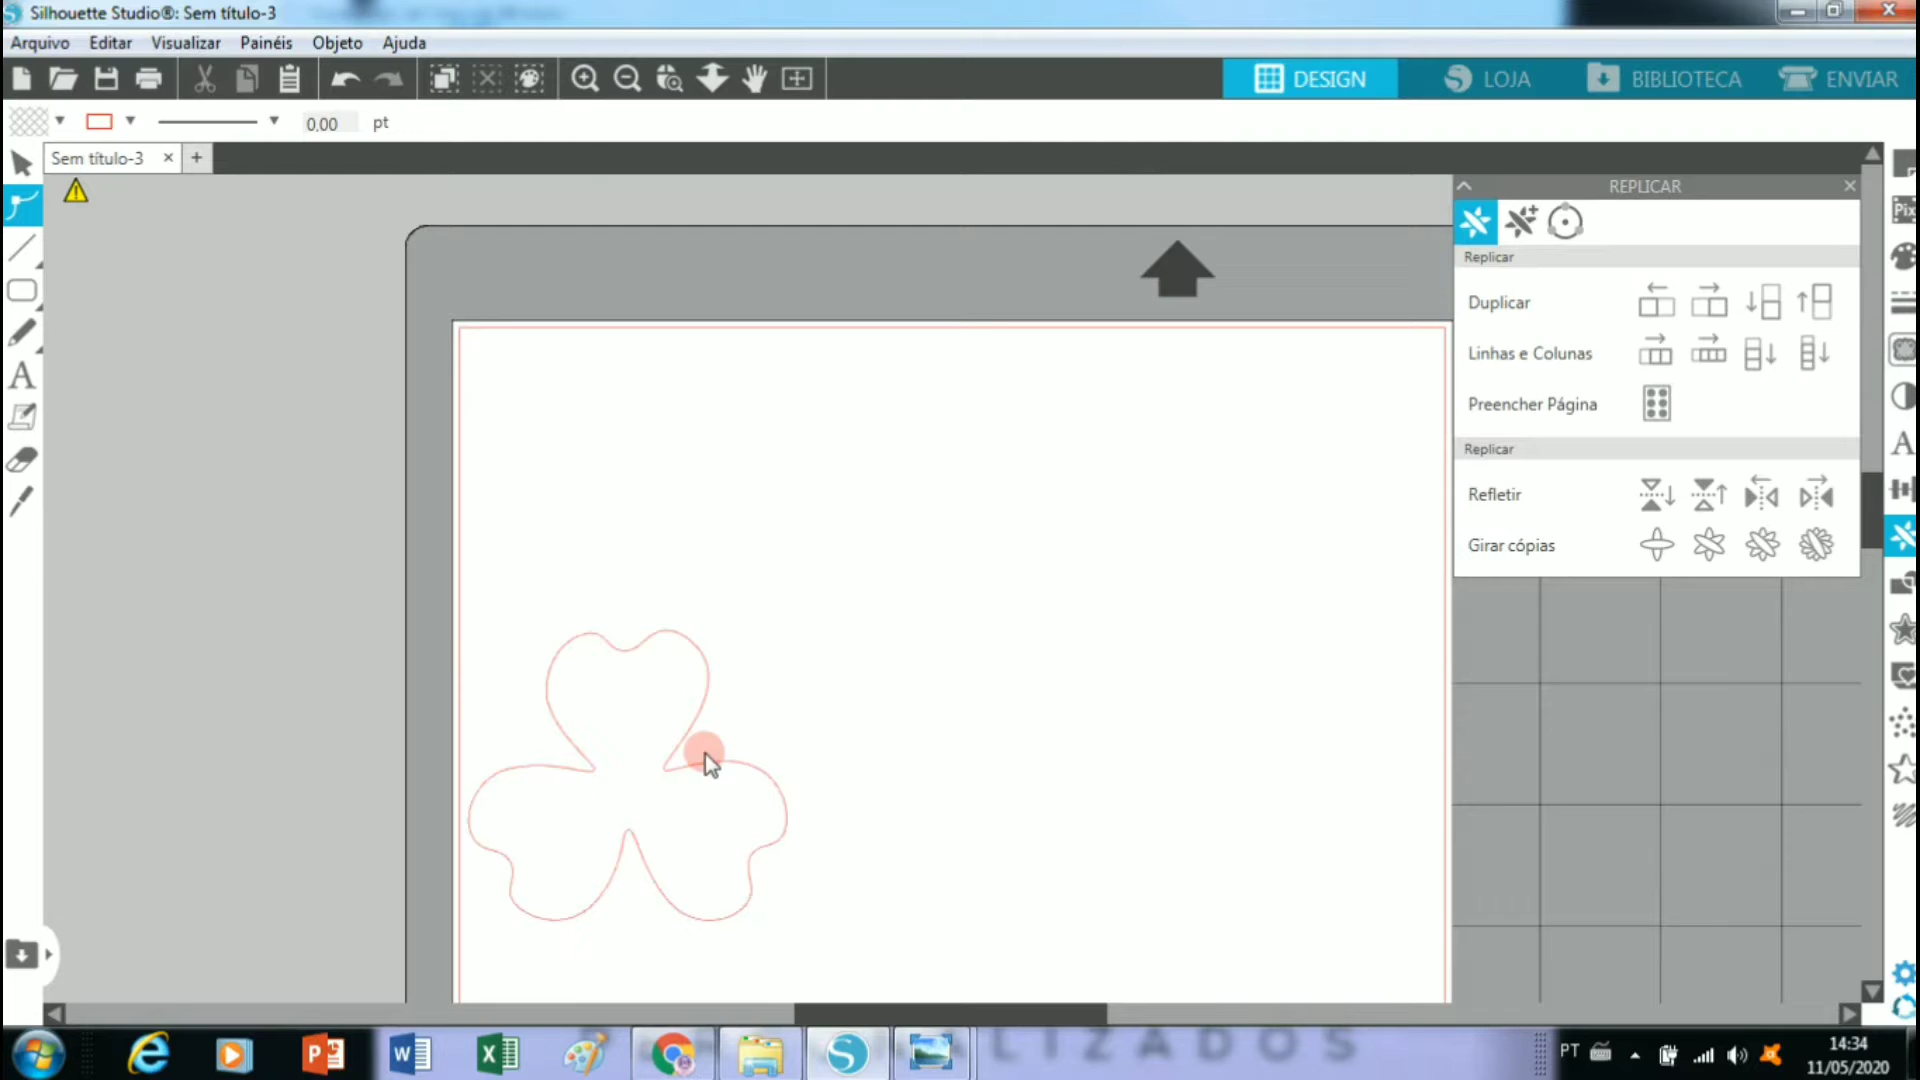 Silhouette Studio®: Sem título-3
Arquivo Editar Visualizar Painéis Objeto Ajuda
DESIGN LOJA BIBLIOTECA ENVIAR
0,00 pt
Sem título-3
REPLICAR
Pix
Replicar
Duplicar
Linhas e Colunas
Preencher Página
Replicar
Refletir
Girar cópias
LIZADOS
PT
14:34
11/05/2020